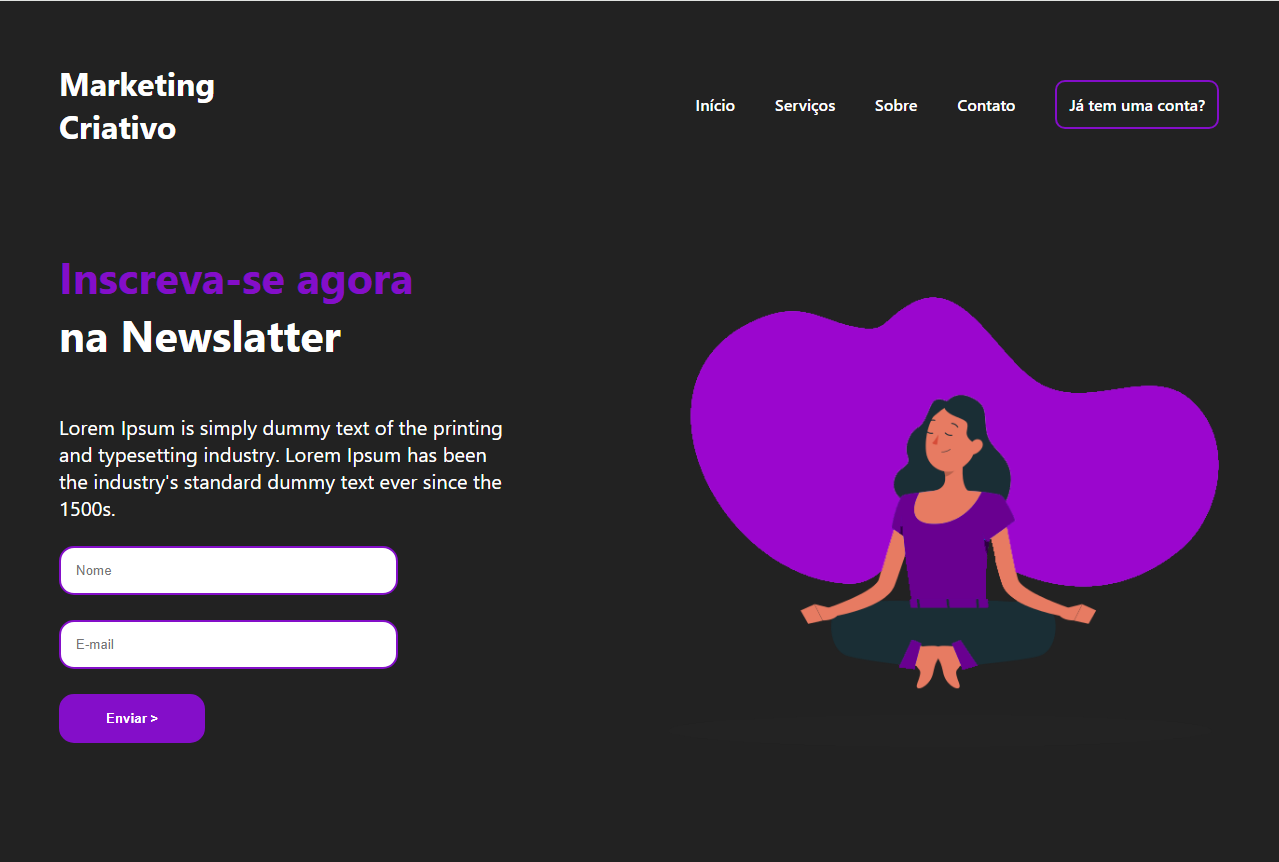 Marketing
Criativo
Início
Serviços
Sobre
Contato
Já tem uma conta?
Inscreva-se agora
na Newslatter
Lorem Ipsum is simply dummy text of the printing
and typesetting industry. Lorem Ipsum has been
the industry's standard dummy text ever since the
1500s.
Nome
E-mail
Enviar >